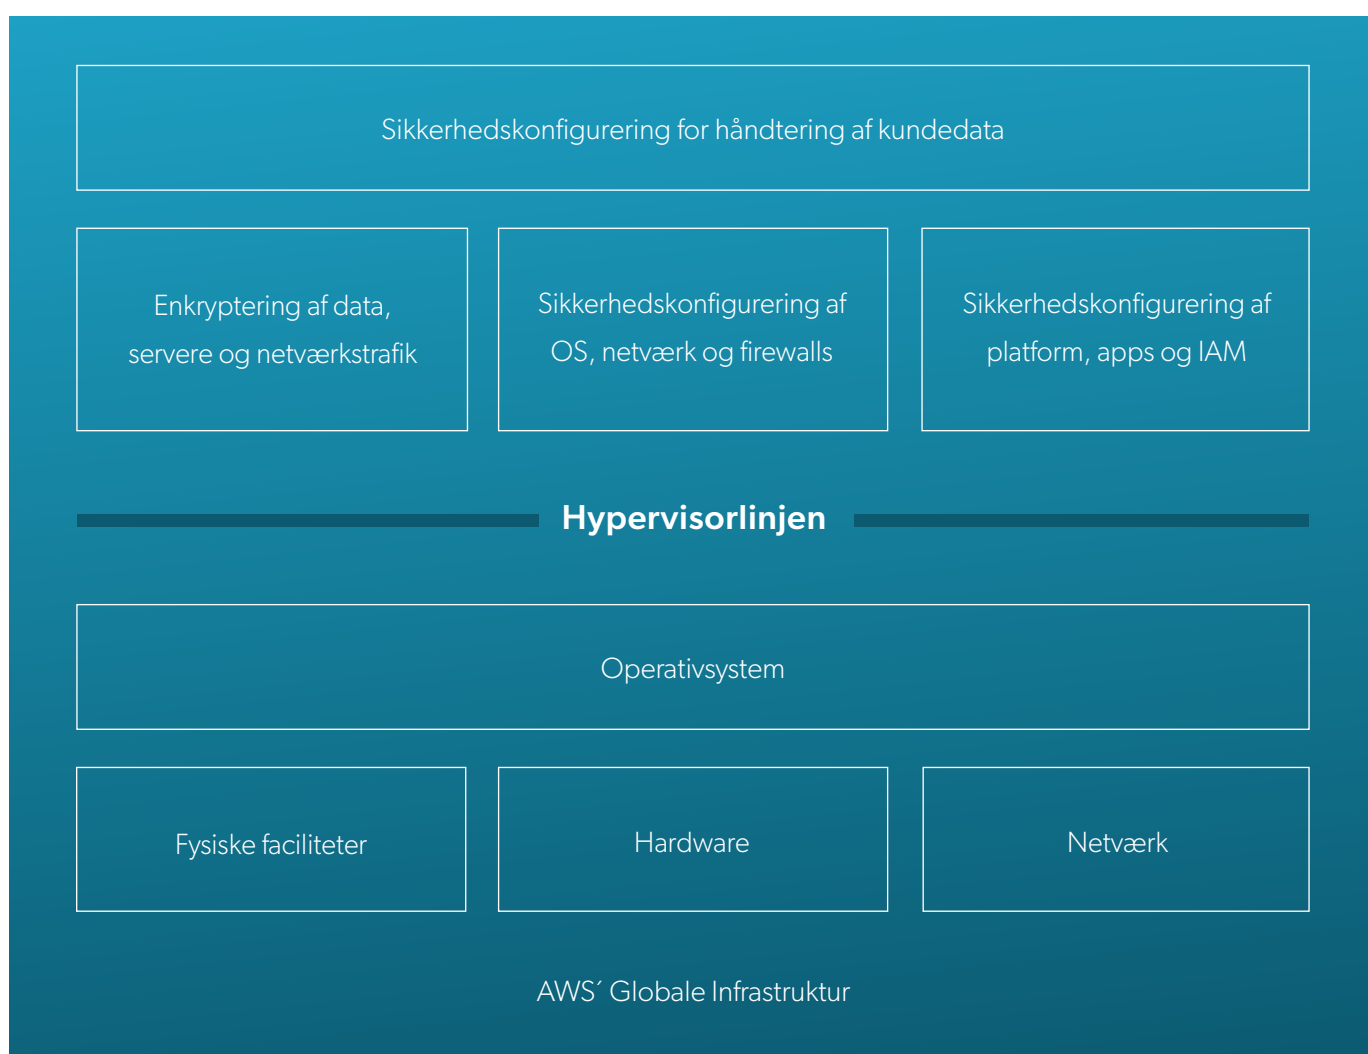 Sikkerhedskonfigurering for håndtering af kundedata
Enkryptering af data,
servere og netværkstrafik
Sikkerhedskonfigurering af
OS, netværk og firewalls
Sikkerhedskonfigurering af
platform, apps og IAM
Hypervisorlinjen
Operativsystem
Fysiske faciliteter
Hardware
Netværk
AWS´ Globale Infrastruktur